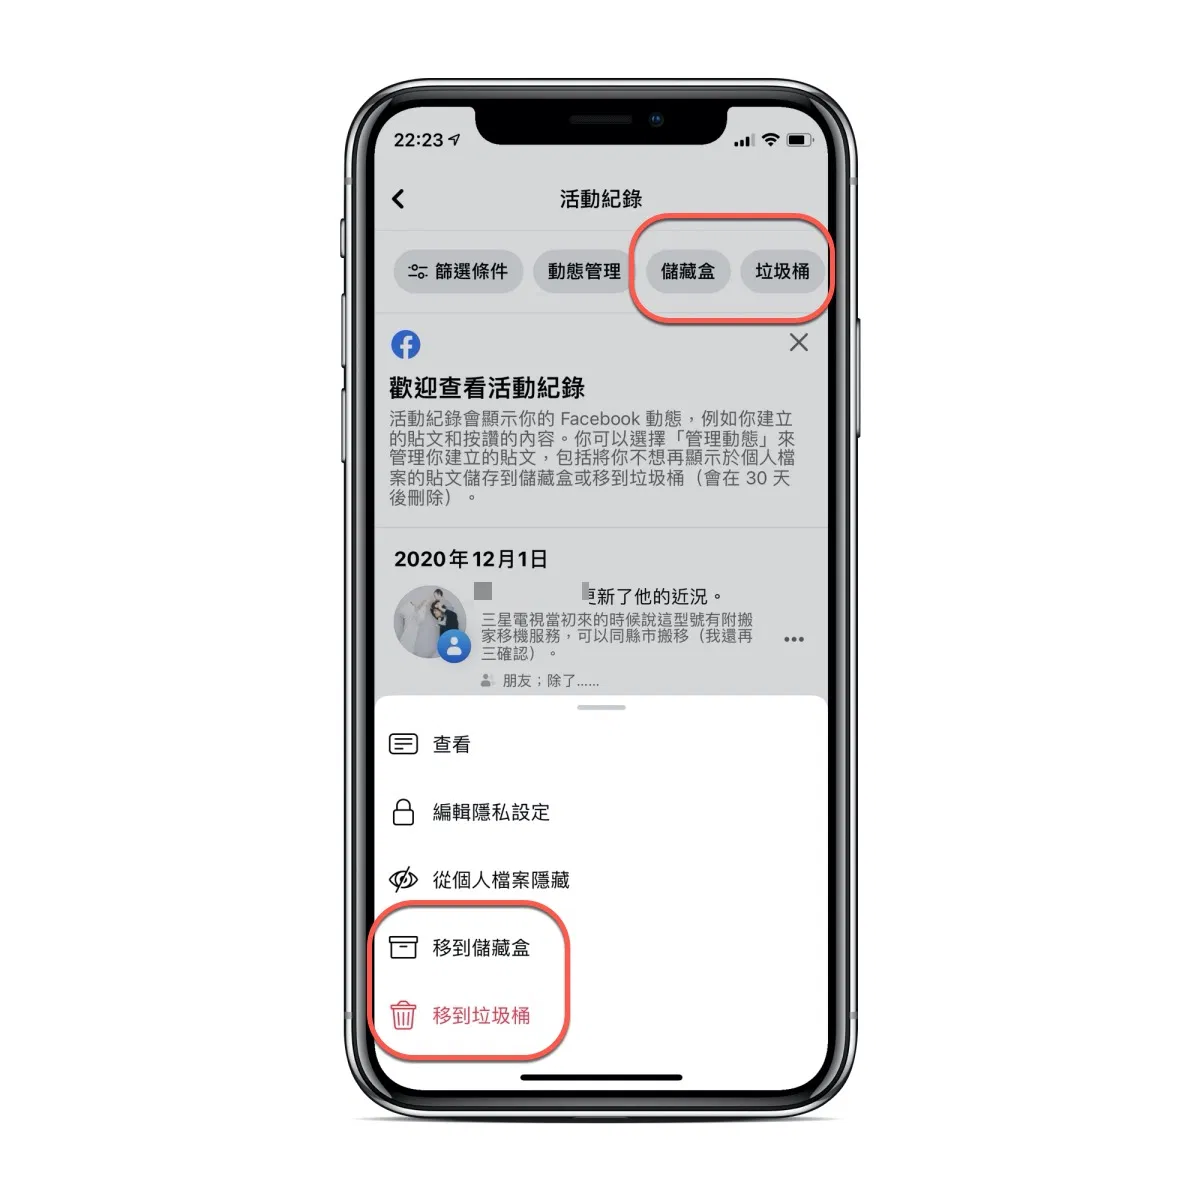 22:23
活動紀錄
篩選條件 動態管理 儲藏盒 垃圾桶
歡迎查看活動紀錄
活動紀錄會顯示你的 Facebook 動態，例如你建立
的貼文和按讚的內容。你可以選擇「管理動態」來
管理你建立的貼文，包括將你不想再顯示於個人檔
案的貼文儲存到儲藏盒或移到垃圾桶（會在 30 天
後刪除）。
2020年12月1日
更新了他的近況。
三星電視當初來的時候說這型號有附搬
家移機服務，可以同縣市搬移（我還再
三確認）。
朋友；除了......
查看
編輯隱私設定
從個人檔案隱藏
移到儲藏盒
移到垃圾桶